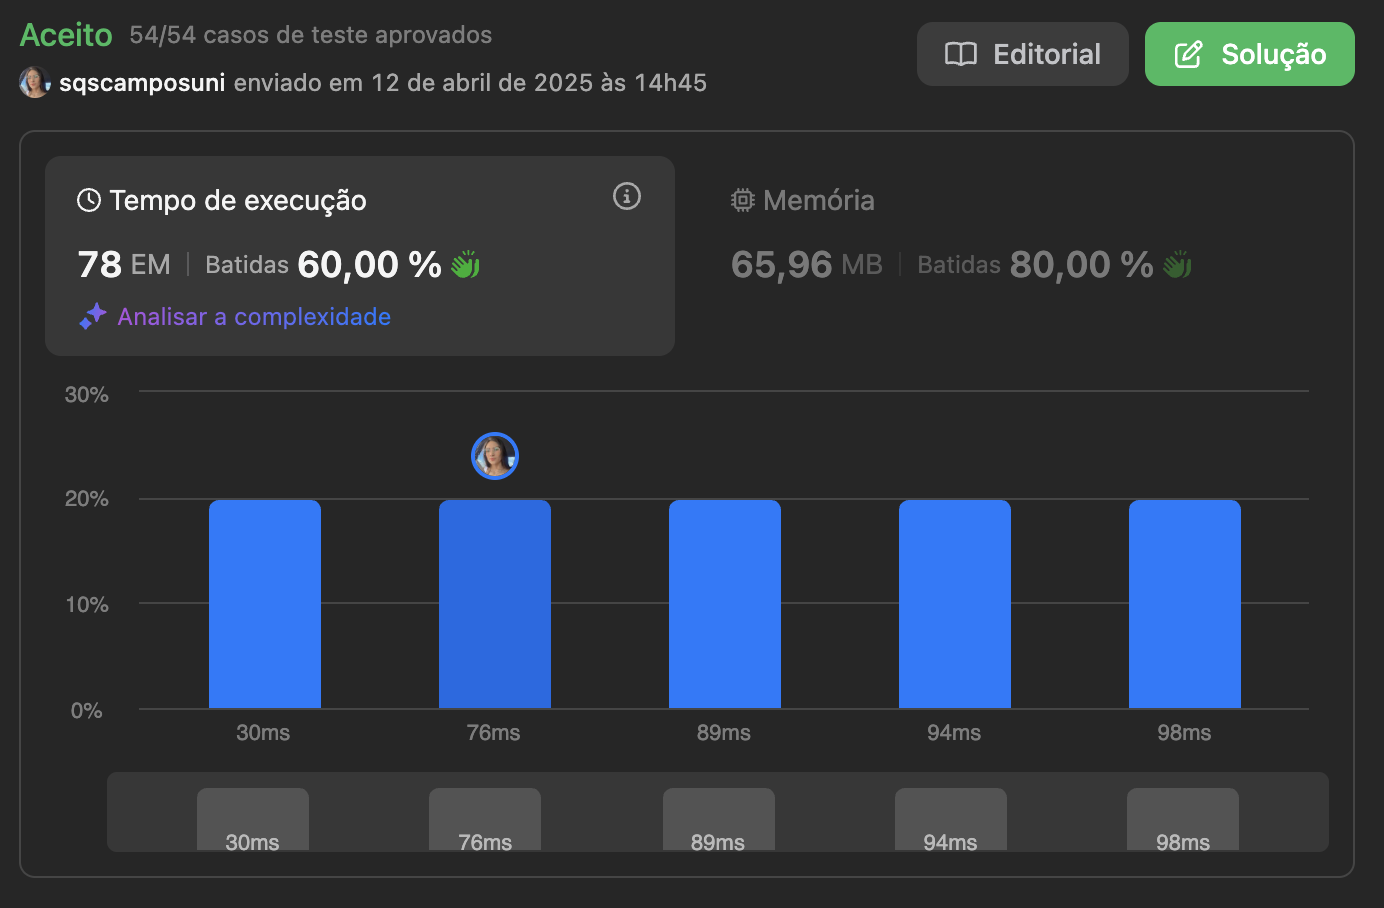 Aceito 54/54 casos de teste aprovados
sqscamposuni enviado em 12 de abril de 2025 às 14h45
Editorial
Solução
Tempo de execução
78 EM | Batidas 60,00 %
Analisar a complexidade
Memória
65,96 MB | Batidas 80,00 %
30%
20%
10%
0%
30ms 76ms 89ms 94ms 98ms
30ms 76ms 89ms 94ms 98ms